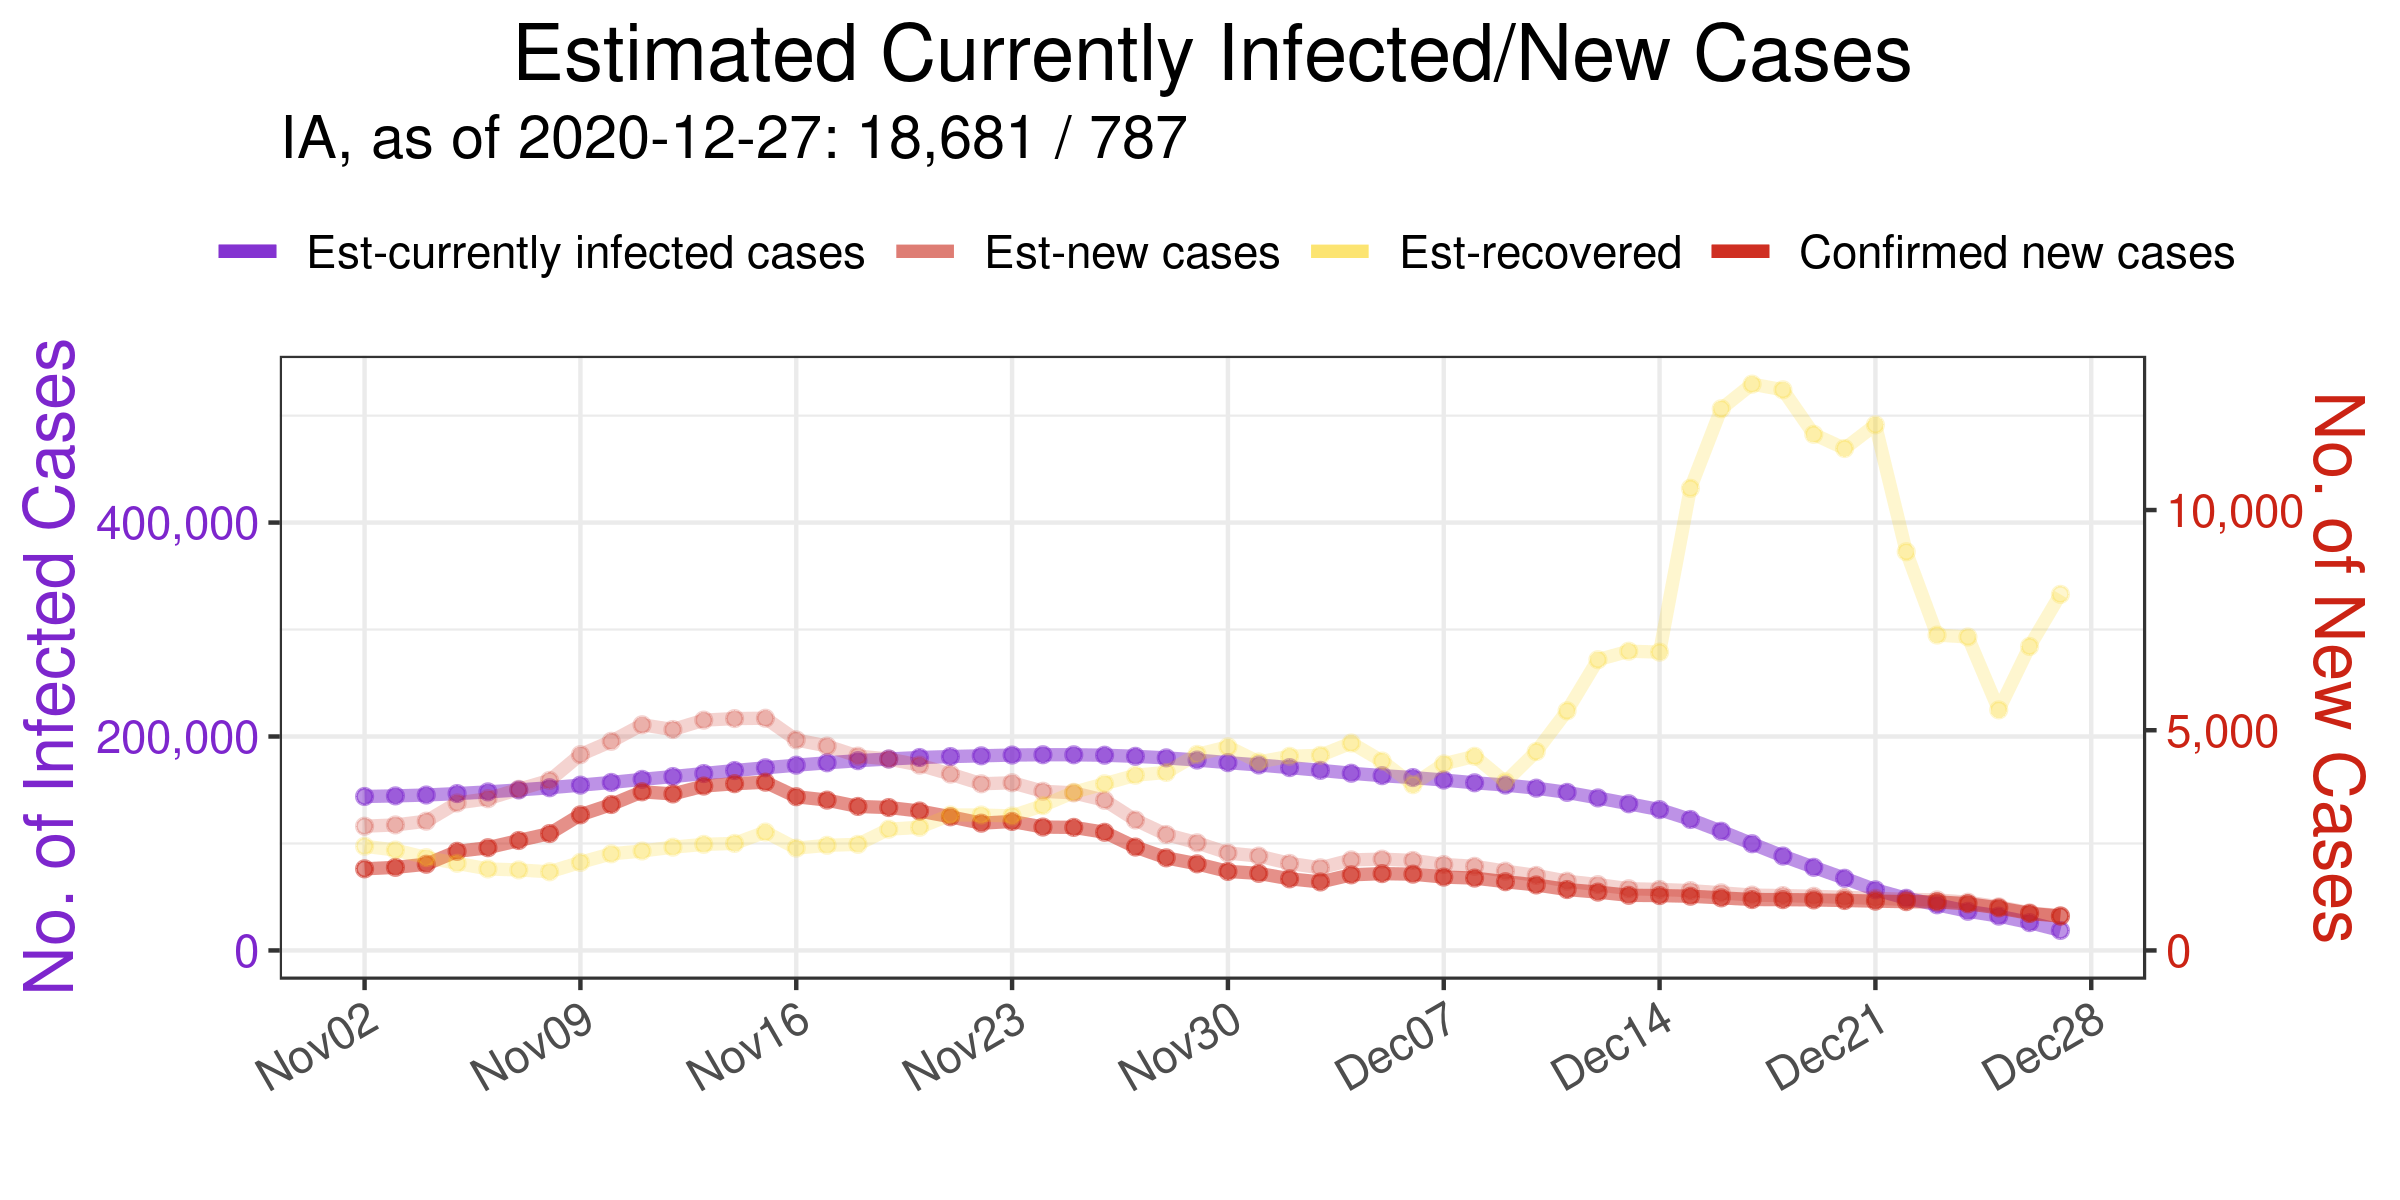 Estimated Currently Infected/New Cases
IA, as of 2020-12-27: 18,681 / 787
Est-currently infected cases Est-new cases Est-recovered Confirmed new cases
No. of Infected Cases
400,000
200,000
0
10,000
5,000
0
No. of New Cases
Nov02 Nov09 Nov16 Nov23 Nov30 Dec07 Dec14 Dec21 Dec28